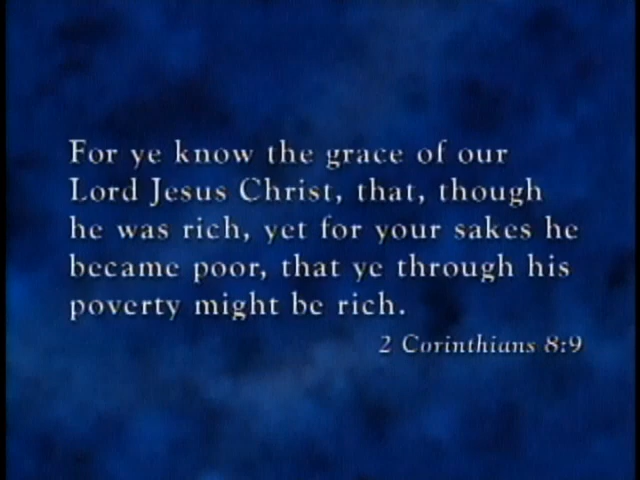 For ye know the grace of our
Lord Jesus Christ, that, though
he was rich, yet for your sakes he
became poor, that ye through his
poverty might be rich.
2 Corinthians 8:9